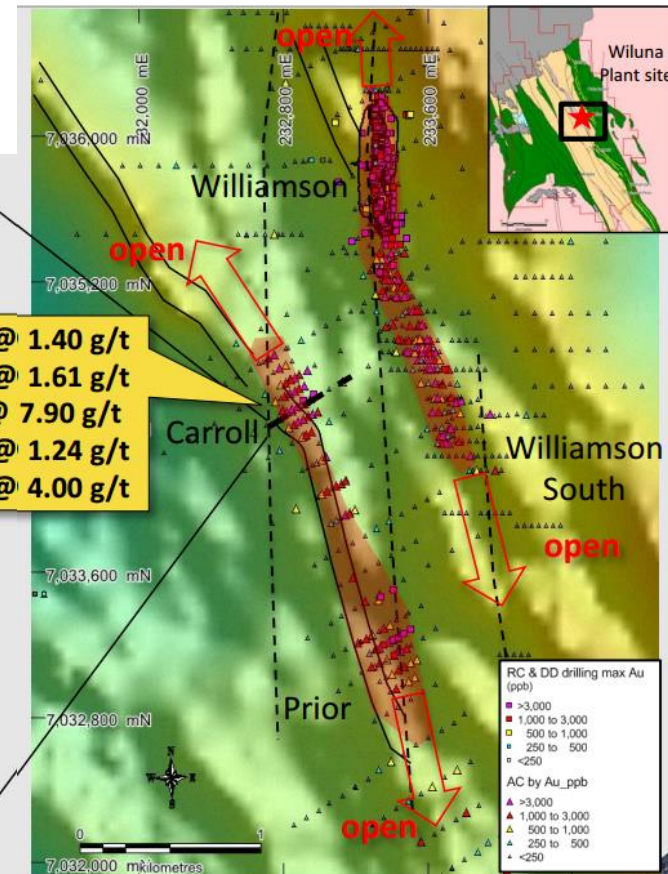 open
232,000 mE
232,800 mE
233,600 mE
Wiluna
Plant site
7,036,000 mN
Williamson
open
7,035,200 mN
@ 1.40 g/t
@ 1.61 g/t
@ 7.90 g/t
@ 1.24 g/t
@ 4.00 g/t
Carroll
Williamson
South
open
7,033,600 mN
RC & DD drilling max Au
(ppb)
>3,000
1,000 to 3,000
500 to 1,000
250 to 500
<250
AC by Au_ppb
>3,000
1,000 to 3,000
500 to 1,000
250 to 500
<250
Prior
7,032,800 mN
N
W
E
S
open
0
1
kilometres
7,032,000 mN